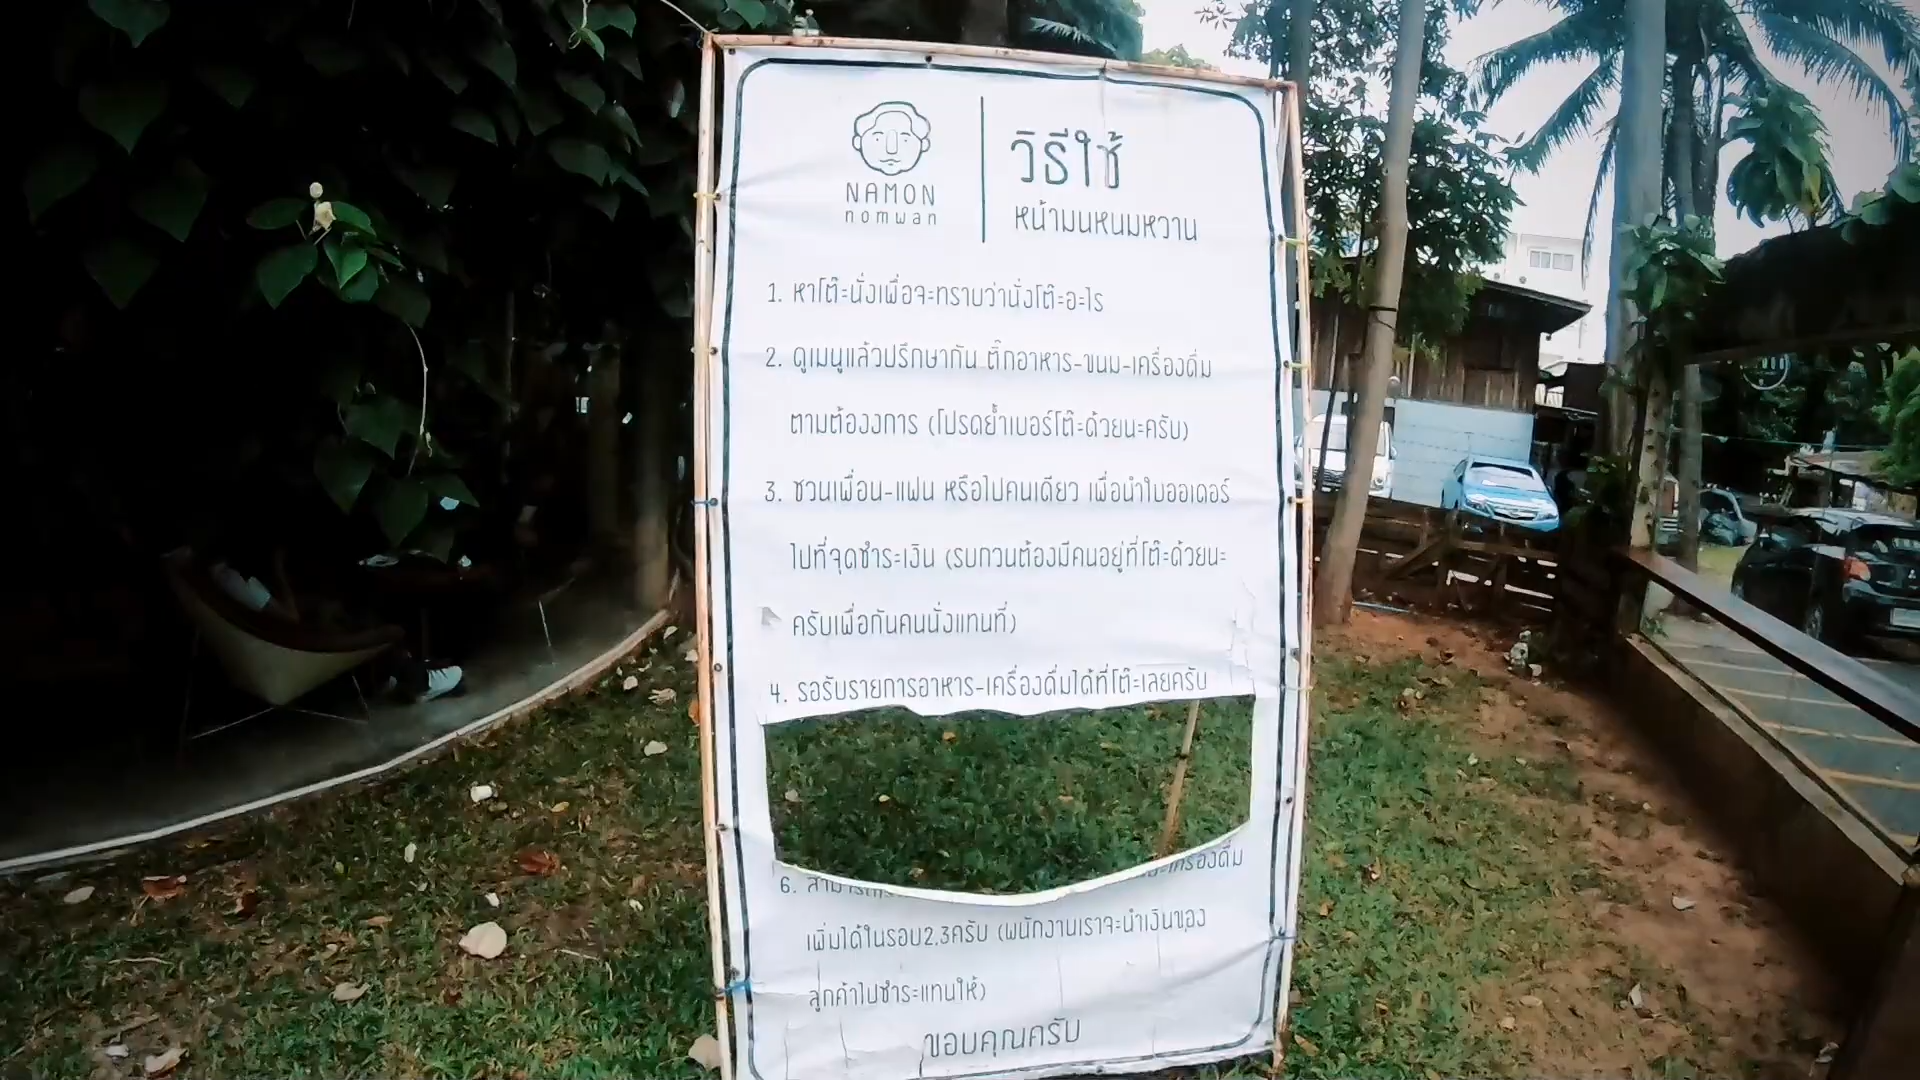 NAMON
nomwan
วิธีใช้
หน้ามนหนมหวาน
1. หาโต๊ะนั่งเพื่อจะทราบว่านั่งโต๊ะอะไร
2. ดูเมนูแล้วปรึกษากัน ติ๊กอาหาร-ขนม-เครื่องดื่ม
ตามต้องงการ (โปรดย้ำเบอร์โต๊ะด้วยนะครับ)
3. ชวนเพื่อน-แฟน หรือไปคนเดียว เพื่อนำใบออเดอร์
ไปที่จุดชำระเงิน (รบกวนต้องมีคนอยู่ที่โต๊ะด้วยนะ
ครับเพื่อกันคนนั่งแทนที่)
4. รอรับรายการอาหาร-เครื่องดื่มได้ที่โต๊ะเลยครับ
6. เครื่องดื่ม
เพิ่มได้ในรอบ2,3ครับ (พนักงานเราจะนำเงินของ
ลูกค้าไปชำระแทนให้)
ขอบคุณครับ